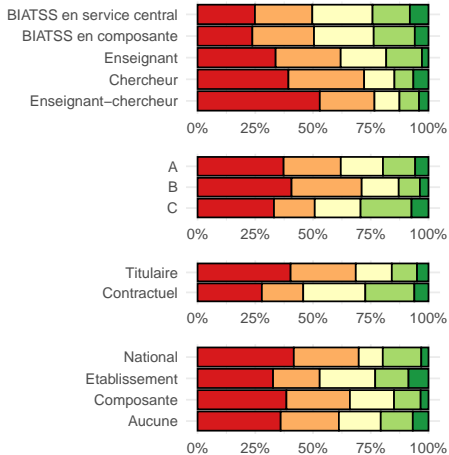 BIATSS en service central
BIATSS en composante
Enseignant
Chercheur
Enseignant−chercheur
0% 25% 50% 75% 100%
A
B
C
0% 25% 50% 75% 100%
Titulaire
Contractuel
0% 25% 50% 75% 100%
National
Etablissement
Composante
Aucune
0% 25% 50% 75% 100%